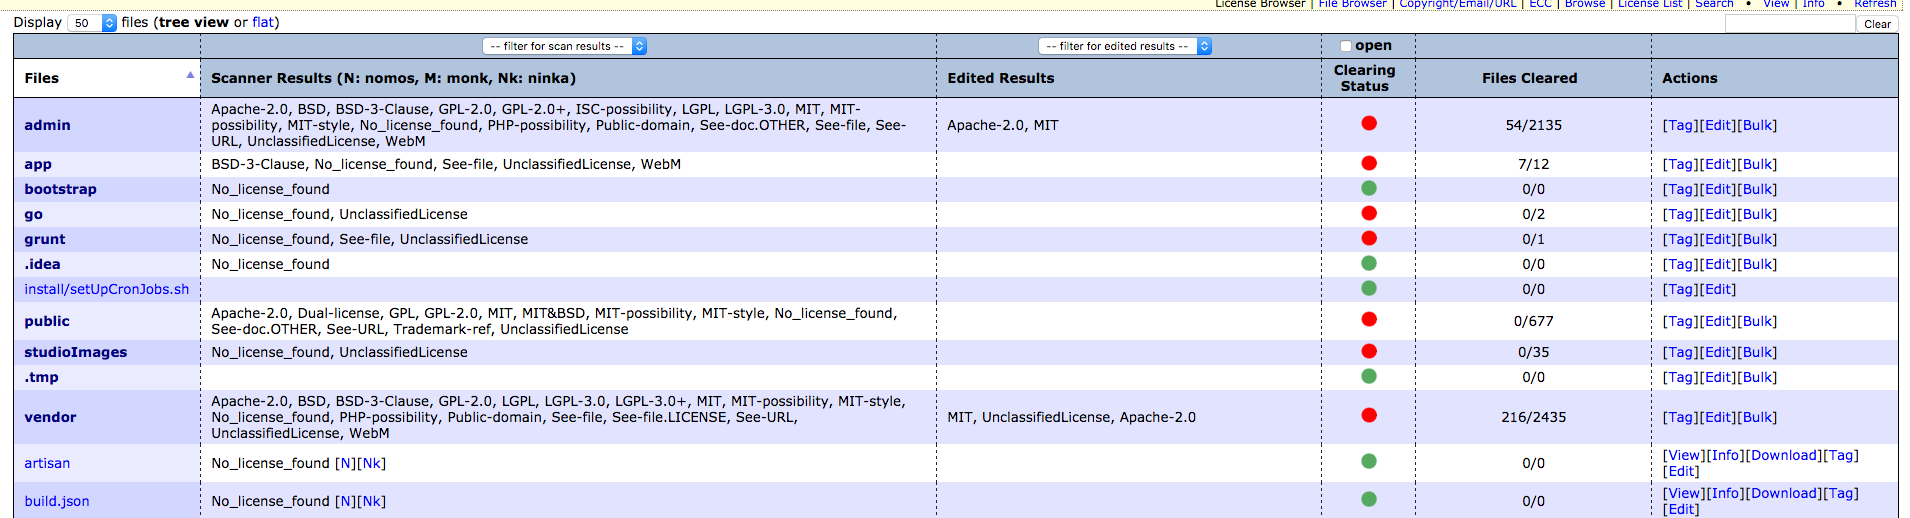 License Browser | File Browser | Copyright/Email/URL | ECC | Browse | License List | Search • View | Info • Refresh
Display 50 files (tree view or flat)
Clear
-- filter for scan results -- -- filter for edited results -- open
Files Scanner Results (N: nomos, M: monk, Nk: ninka) Edited Results Clearing Status Files Cleared Actions
admin Apache-2.0, BSD, BSD-3-Clause, GPL-2.0, GPL-2.0+, ISC-possibility, LGPL, LGPL-3.0, MIT, MIT-
possibility, MIT-style, No_license_found, PHP-possibility, Public-domain, See-doc.OTHER, See-file, See-
URL, UnclassifiedLicense, WebM
Apache-2.0, MIT 54/2135 [Tag][Edit][Bulk]
app BSD-3-Clause, No_license_found, See-file, UnclassifiedLicense, WebM 7/12 [Tag][Edit][Bulk]
bootstrap No_license_found 0/0 [Tag][Edit][Bulk]
go No_license_found, UnclassifiedLicense 0/2 [Tag][Edit][Bulk]
grunt No_license_found, See-file, UnclassifiedLicense 0/1 [Tag][Edit][Bulk]
.idea No_license_found 0/0 [Tag][Edit][Bulk]
install/setUpCronJobs.sh 0/0 [Tag][Edit]
public Apache-2.0, Dual-license, GPL, GPL-2.0, MIT, MIT&BSD, MIT-possibility, MIT-style, No_license_found,
See-doc.OTHER, See-URL, Trademark-ref, UnclassifiedLicense
0/677 [Tag][Edit][Bulk]
studioImages No_license_found, UnclassifiedLicense 0/35 [Tag][Edit][Bulk]
.tmp 0/0 [Tag][Edit][Bulk]
vendor Apache-2.0, BSD, BSD-3-Clause, GPL-2.0, LGPL, LGPL-3.0, LGPL-3.0+, MIT, MIT-possibility, MIT-style,
No_license_found, PHP-possibility, Public-domain, See-file, See-file.LICENSE, See-URL,
UnclassifiedLicense, WebM
MIT, UnclassifiedLicense, Apache-2.0 216/2435 [Tag][Edit][Bulk]
artisan No_license_found [N][Nk] 0/0 [View][Info][Download][Tag]
[Edit]
build.json No_license_found [N][Nk] 0/0 [View][Info][Download][Tag]
[Edit]